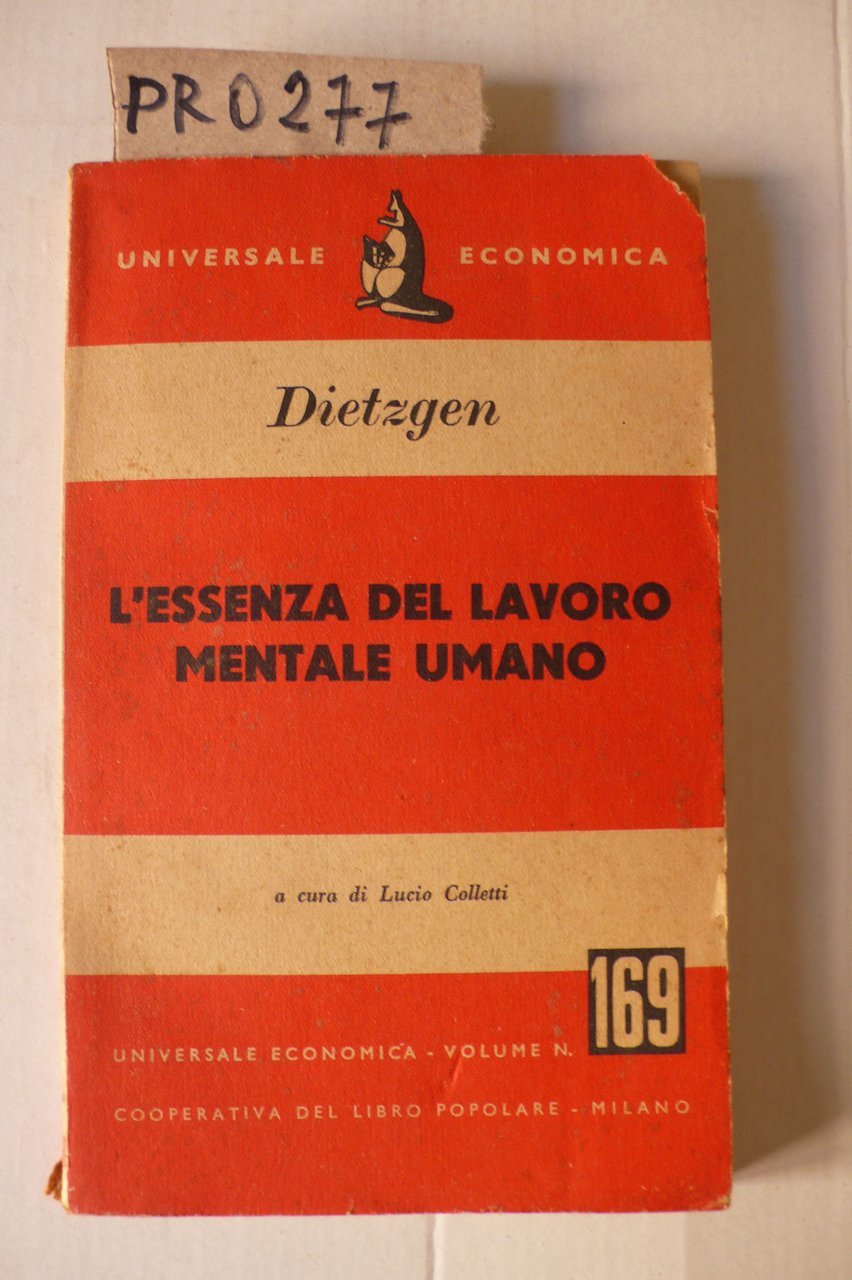 PR0277
UNIVERSALE ECONOMICA
Dietzgen
L'ESSENZA DEL LAVORO
MENTALE UMANO
a cura di Lucio Colletti
UNIVERSALE ECONOMICA - VOLUME N. 169
COOPERATIVA DEL LIBRO POPOLARE - MILANO